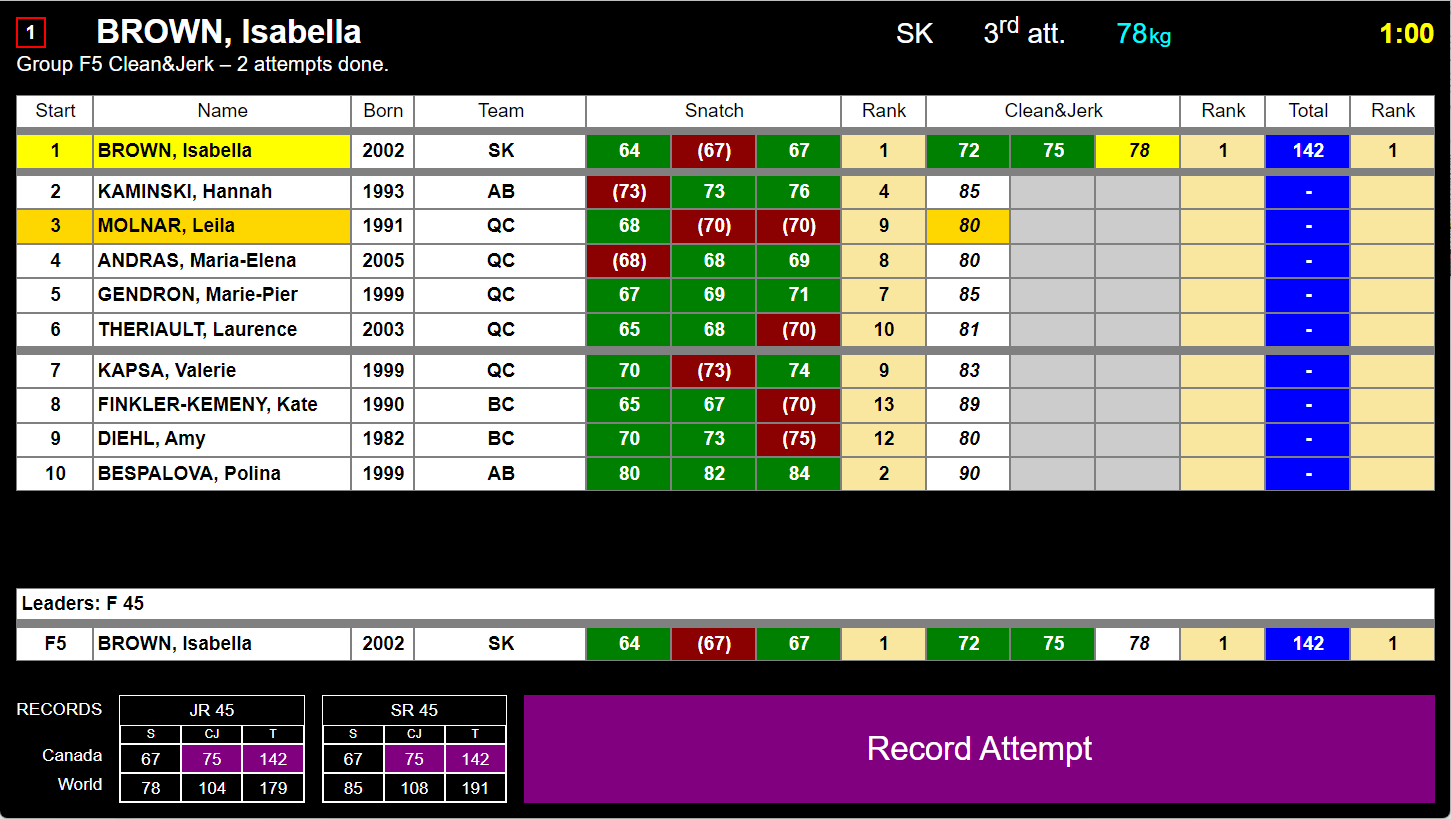 1 BROWN, Isabella SK 3rd att. 78kg 1:00
Group F5 Clean&Jerk – 2 attempts done.
Start Name Born Team Snatch Rank Clean&Jerk Rank Total Rank
1 BROWN, Isabella 2002 SK 64 (67) 67 1 72 75 78 1 142 1
2 KAMINSKI, Hannah 1993 AB (73) 73 76 4 85 -
3 MOLNAR, Leila 1991 QC 68 (70) (70) 9 80 -
4 ANDRAS, Maria-Elena 2005 QC (68) 68 69 8 80 -
5 GENDRON, Marie-Pier 1999 QC 67 69 71 7 85 -
6 THERIAULT, Laurence 2003 QC 65 68 (70) 10 81 -
7 KAPSA, Valerie 1999 QC 70 (73) 74 9 83 -
8 FINKLER-KEMENY, Kate 1990 BC 65 67 (70) 13 89 -
9 DIEHL, Amy 1982 BC 70 73 (75) 12 80 -
10 BESPALOVA, Polina 1999 AB 80 82 84 2 90 -
Leaders: F 45
F5 BROWN, Isabella 2002 SK 64 (67) 67 1 72 75 78 1 142 1
RECORDS JR 45 SR 45
S CJ T S CJ T
Canada 67 75 142 67 75 142
World 78 104 179 85 108 191
Record Attempt